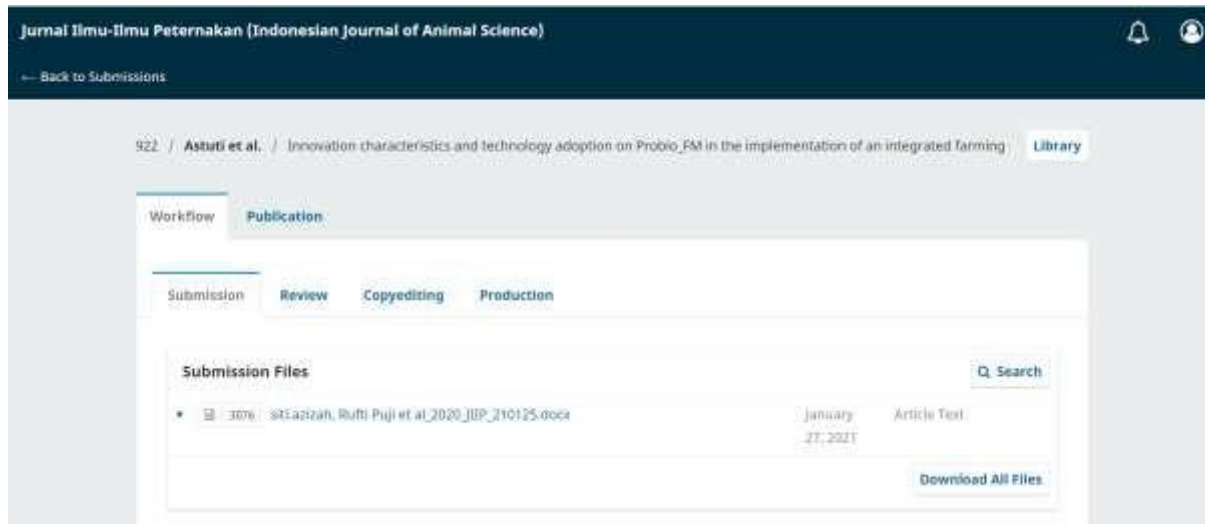 Jurnal Ilmu-Ilmu Peternakan (Indonesian Journal of Animal Science)
← Back to Submissions
922 / Astuti et al. / Innovation characteristics and technology adoption on Probio_FM in the implementation of an integrated farming
Library
Workflow Publication
Submission Review Copyediting Production
Submission Files
Search
3076 siti.azizah, Rufti Puji et al_2020_JIIP_210125.docx January Article Text
27, 2021
Download All Files